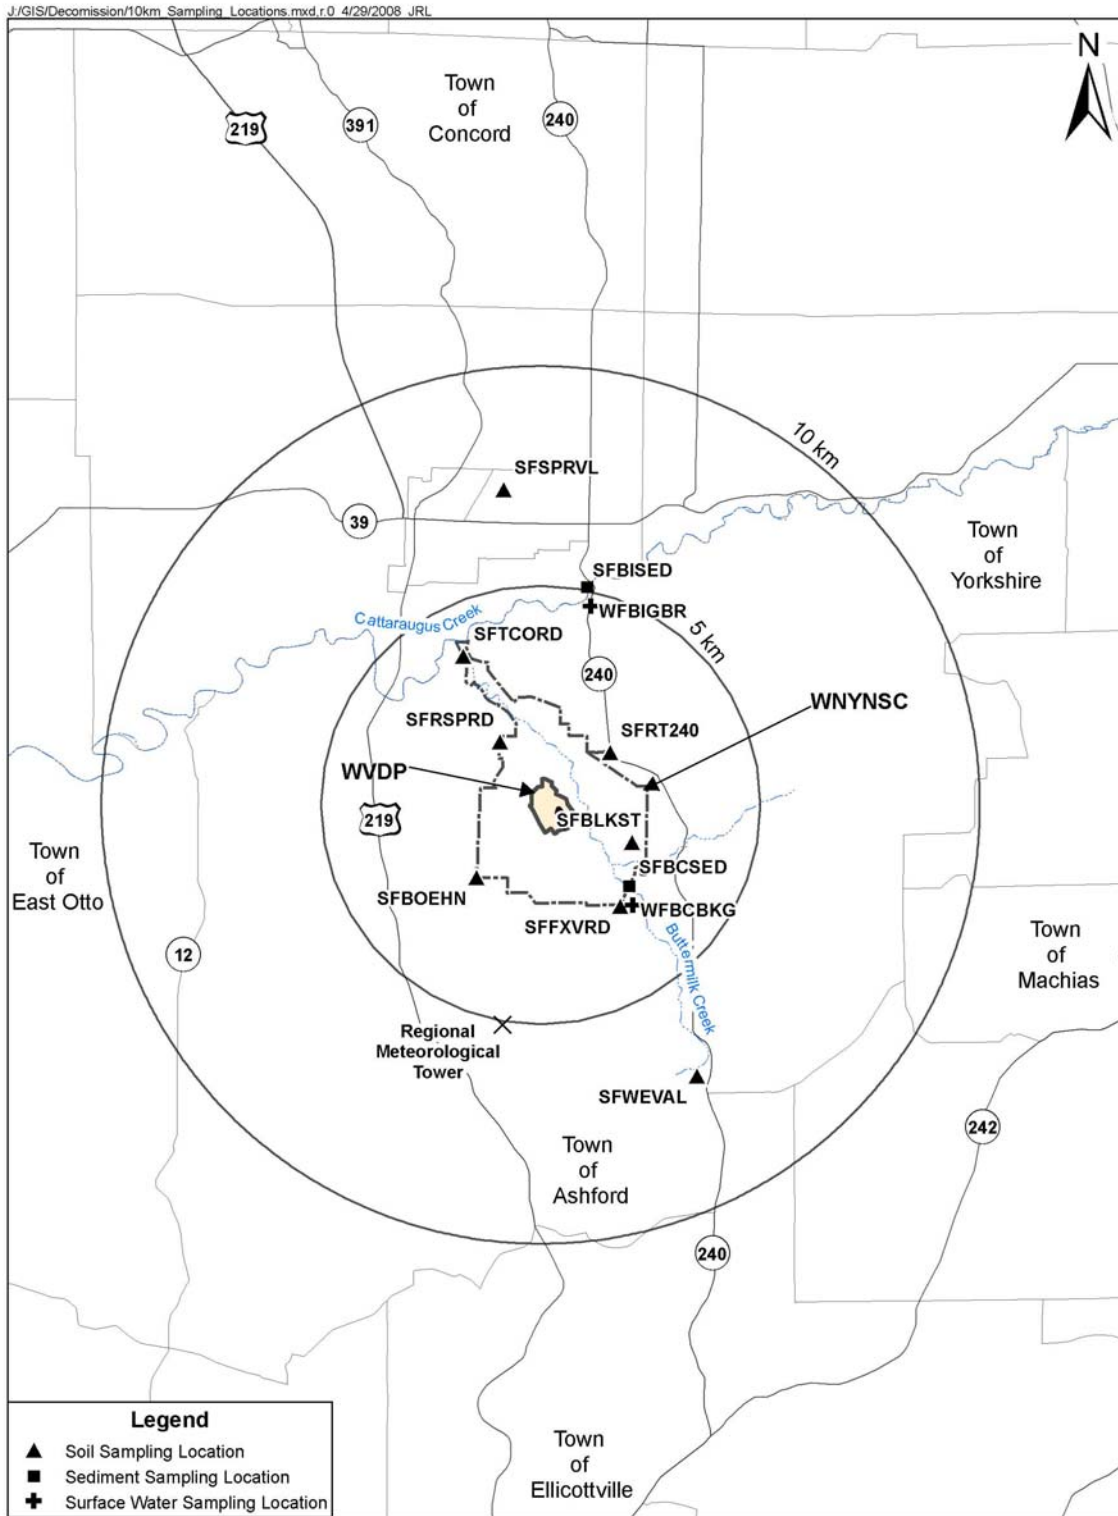 J:/GIS/Decomission/10km_Sampling_Locations.mxd,r.0 4/29/2008 JRL
N
Town
of
Concord
219
391
240
10 km
SFSPRVL
39
Town
of
Yorkshire
SFBISED
WFBIGBR
Cattaraugus Creek
SFTCORD
5 km
240
WNYNSC
SFRSPRD
SFRT240
WVDP
219
SFBLKST
Town
of
East Otto
SFBCSED
SFBOEHN
WFBCBKG
SFFXVRD
12
Buttermilk Creek
Town
of
Machias
Regional
Meteorological
Tower
SFWEVAL
242
Town
of
Ashford
240
Legend
Soil Sampling Location
Sediment Sampling Location
Surface Water Sampling Location
Town
of
Ellicottville